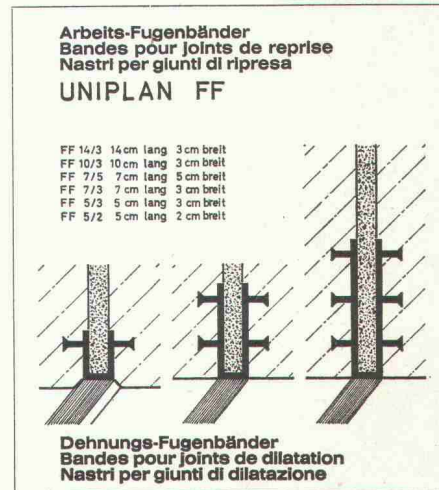 Arbeits-Fugenbänder
Bandes pour joints de reprise
Nastri per giunti di ripresa
UNIPLAN FF
FF 14/3 14 cm lang 3 cm breit
FF 10/3 10 cm lang 3 cm breit
FF 7/5 7 cm lang 5 cm breit
FF 7/3 7 cm lang 3 cm breit
FF 5/3 5 cm lang 3 cm breit
FF 5/2 5 cm lang 2 cm breit
Dehnungs-Fugenbänder
Bandes pour joints de dilatation
Nastri per giunti di dilatazione